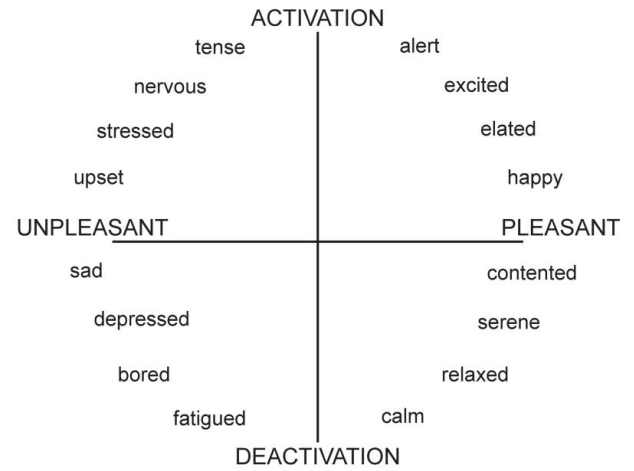 ACTIVATION
tense
alert
nervous
excited
stressed
elated
upset
happy
UNPLEASANT
PLEASANT
sad
contented
depressed
serene
bored
relaxed
fatigued
calm
DEACTIVATION